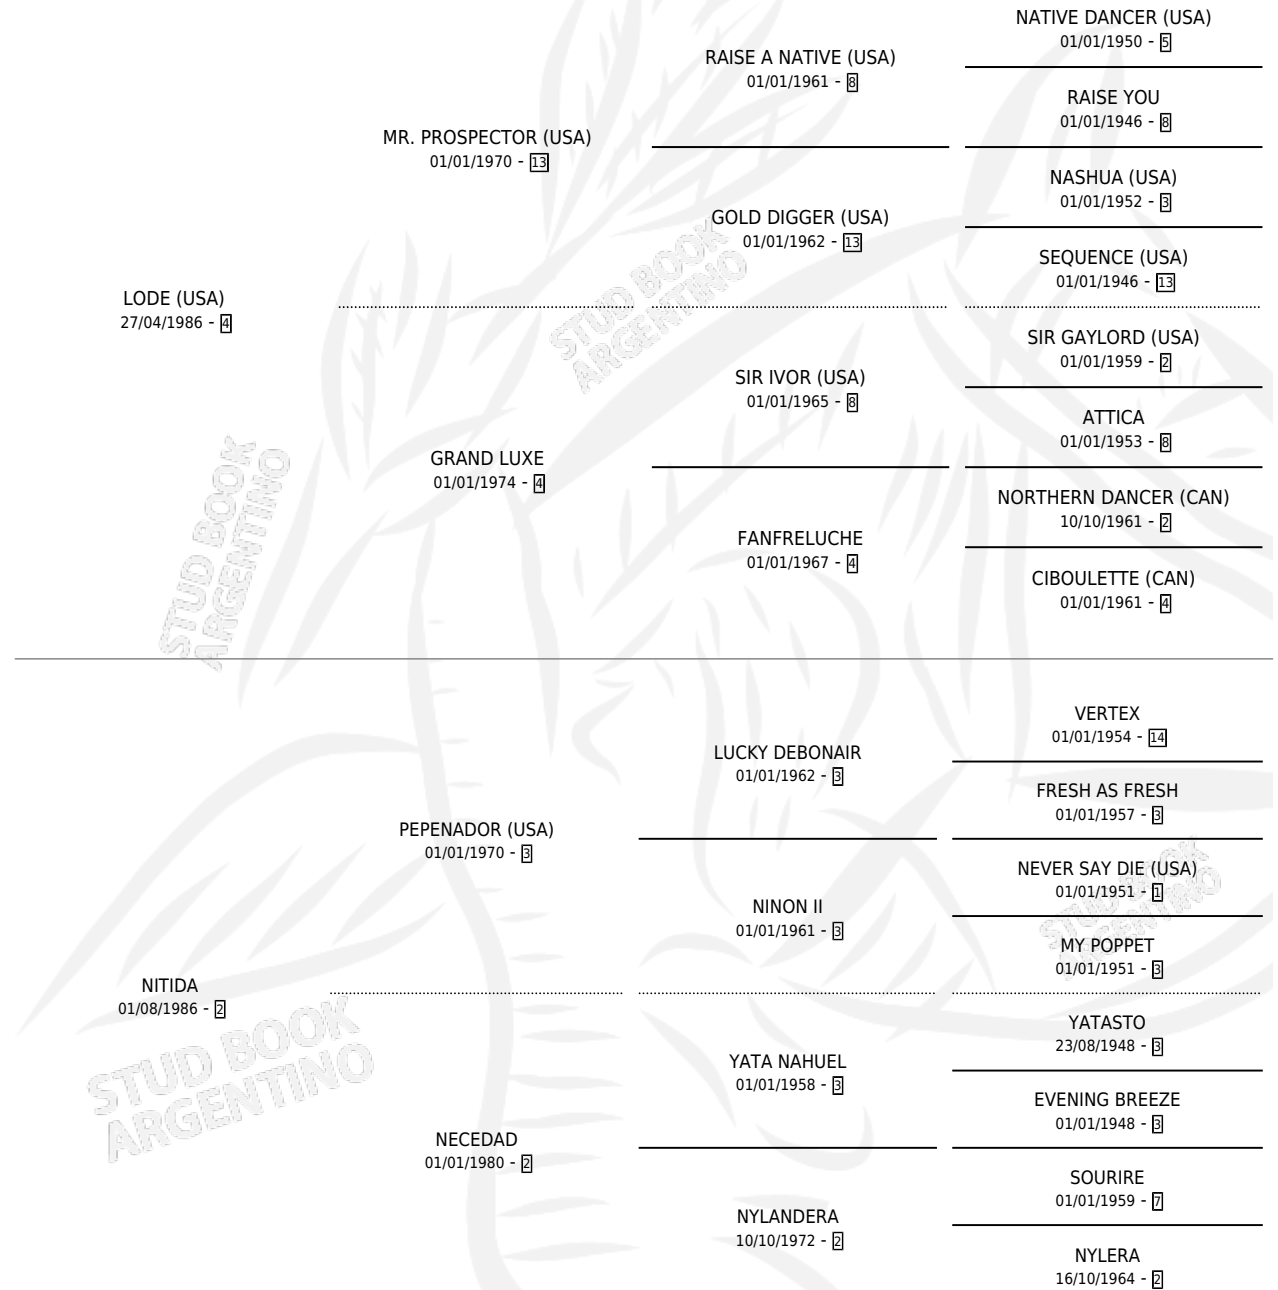 NATIVE DANCER (USA)
01/01/1950 - 5
RAISE A NATIVE (USA)
01/01/1961 - 8
RAISE YOU
01/01/1946 - 8
MR. PROSPECTOR (USA)
01/01/1970 - 13
NASHUA (USA)
01/01/1952 - 3
GOLD DIGGER (USA)
01/01/1962 - 13
SEQUENCE (USA)
01/01/1946 - 13
LODE (USA)
27/04/1986 - 4
STUD BOOK
ARGENTINO
SIR GAYLORD (USA)
01/01/1959 - 2
SIR IVOR (USA)
01/01/1965 - 8
ATTICA
01/01/1953 - 8
GRAND LUXE
01/01/1974 - 4
NORTHERN DANCER (CAN)
10/10/1961 - 2
FANFRELUCHE
01/01/1967 - 4
CIBOULETTE (CAN)
01/01/1961 - 4
STUD BOOK
ARGENTINO
VERTEX
01/01/1954 - 14
LUCKY DEBONAIR
01/01/1962 - 3
FRESH AS FRESH
01/01/1957 - 3
PEPENADOR (USA)
01/01/1970 - 3
NEVER SAY DIE (USA)
01/01/1951 - 1
NINON II
01/01/1961 - 3
STUD BOOK
ARGENTINO
MY POPPET
01/01/1951 - 3
NITIDA
01/08/1986 - 2
YATASTO
23/08/1948 - 3
YATA NAHUEL
01/01/1958 - 3
STUD BOOK
ARGENTINO
EVENING BREEZE
01/01/1948 - 3
NECEDAD
01/01/1980 - 2
SOURIRE
01/01/1959 - 7
NYLANDERA
10/10/1972 - 2
NYLERA
16/10/1964 - 2